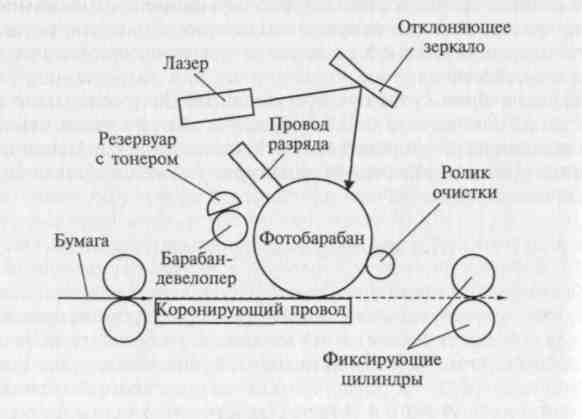 Отклоняющее
зеркало
Лазер
Провод
разряда
Резервуар
с тонером
Ролик
очистки
Фотобарабан
Бумага
Барабан-
девелопер
Коронирующий провод
Фиксирующие
цилиндры